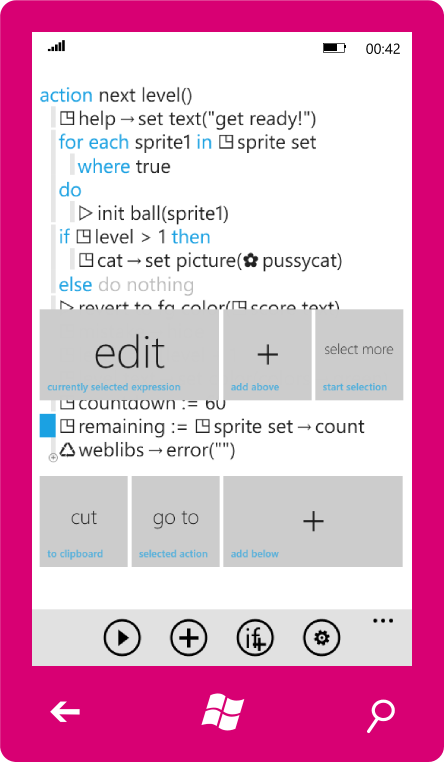 00:42
action next level()
help → set text("get ready!")
for each sprite1 in sprite set
where true
do
▷ init ball(sprite1)
if level > 1 then
cat → set picture(pussycat)
else do nothing
▷ revert to fg color(score text)
edit
currently selected expression
+
add above
select more
start selection
countdown := 60
remaining := sprite set → count
weblibs → error("")
cut
to clipboard
go to
selected action
+
add below
if+
...